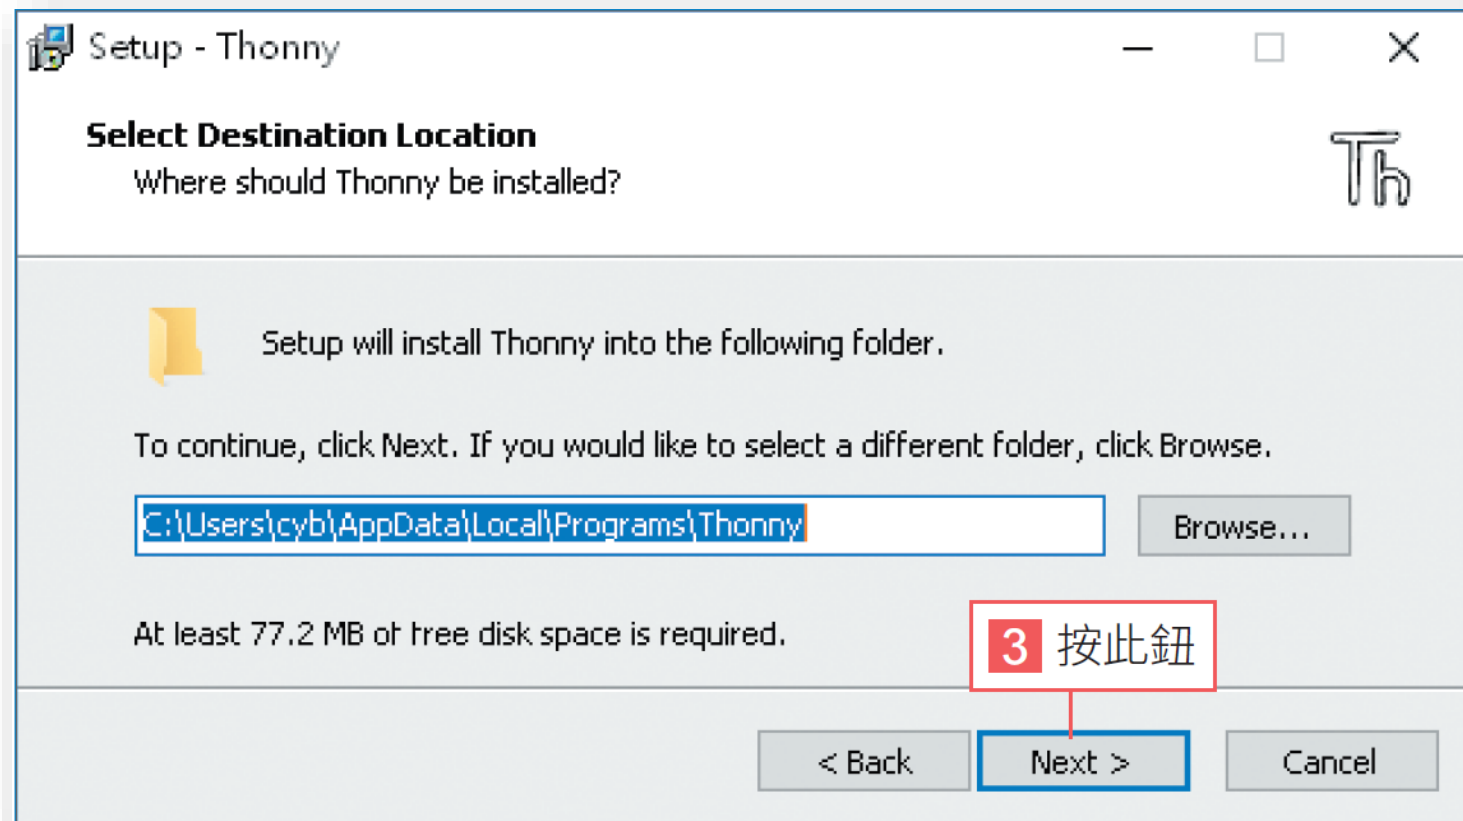 Setup - Thonny
Select Destination Location
Where should Thonny be installed?
Th
Setup will install Thonny into the following folder.
To continue, click Next. If you would like to select a different folder, click Browse.
C:\Users\cyb\AppData\Local\Programs\Thonny
Browse...
At least 77.2 MB of free disk space is required.
3 按此鈕
< Back
Next >
Cancel